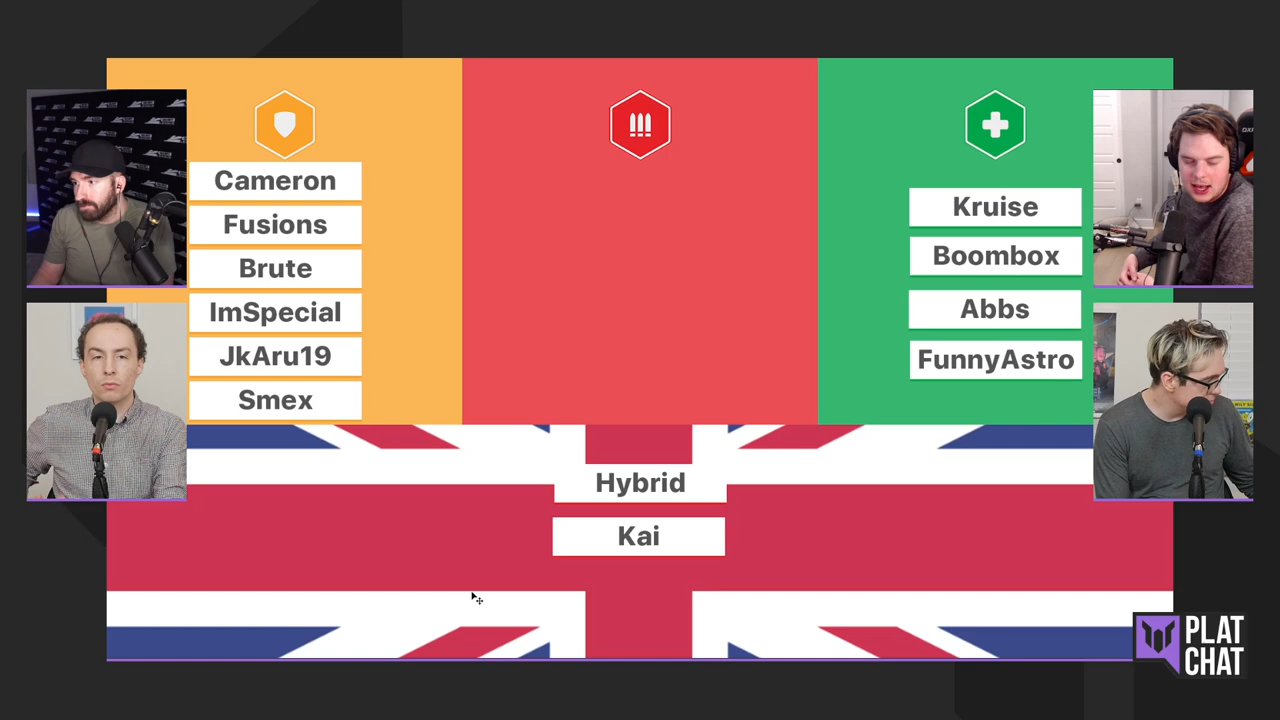 Cameron
Fusions
Brute
ImSpecial
JkAru19
Smex
Kruise
Boombox
Abbs
FunnyAstro
Hybrid
Kai
PLAT
CHAT